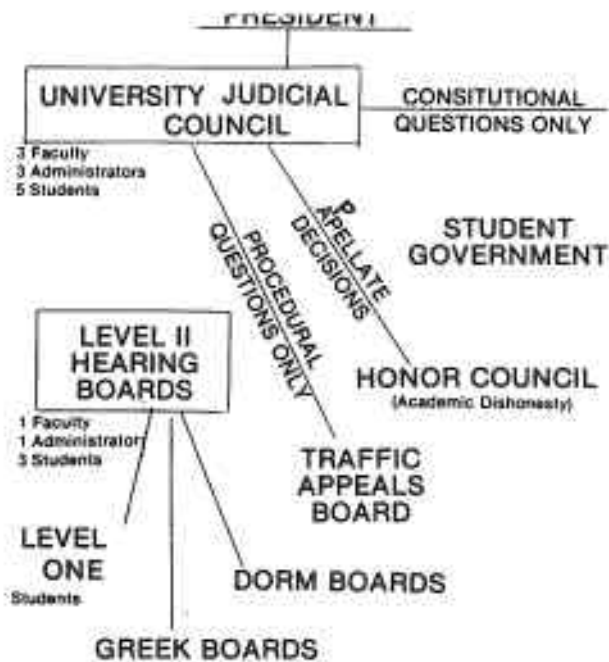 PRESIDENT
UNIVERSITY JUDICIAL
COUNCIL
CONSITUTIONAL
QUESTIONS ONLY
3 Faculty
3 Administrators
5 Students
P
APELLATE
DECISIONS
PROCEDURAL
QUESTIONS ONLY
STUDENT
GOVERNMENT
LEVEL II
HEARING
BOARDS
1 Faculty
1 Administrator
3 Students
HONOR COUNCIL
(Academic Dishonesty)
TRAFFIC
APPEALS
BOARD
LEVEL
ONE
Students
DORM BOARDS
GREEK BOARDS